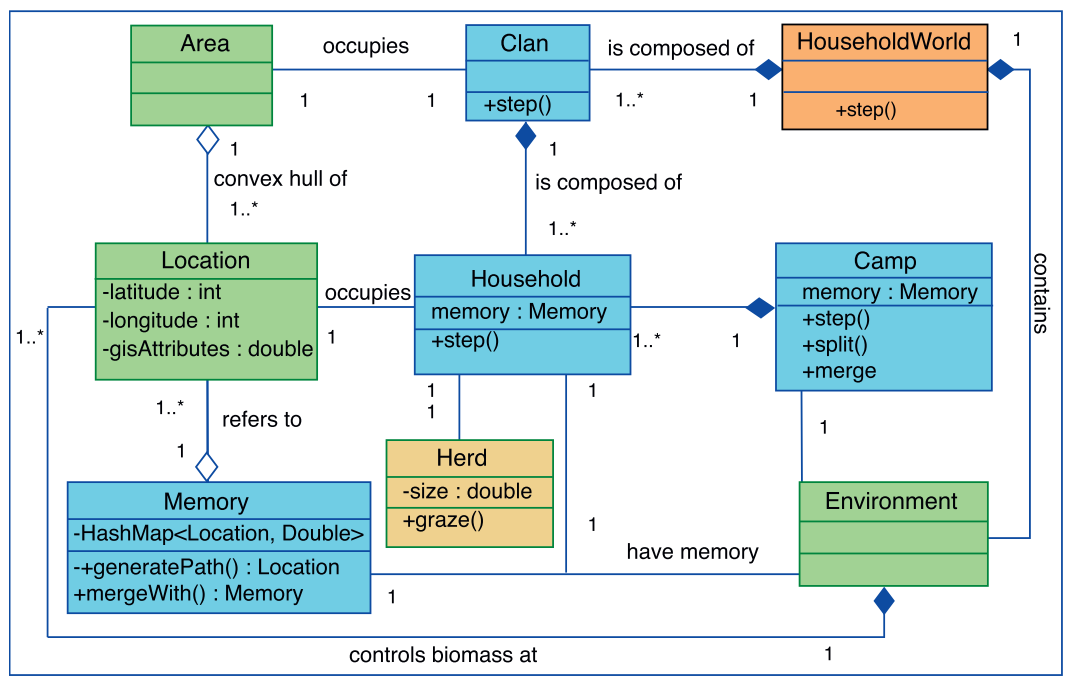 Area
occupies
1
1
Clan
+step()
is composed of
1..*
1
HouseholdWorld
+step()
1
contains
1
convex hull of
1..*
1
is composed of
1..*
Location
-latitude : int
-longitude : int
-gisAttributes : double
occupies
1
Household
memory : Memory
+step()
1..*
1
Camp
memory : Memory
+step()
+split()
+merge
1..*
1..*
refers to
1
1
1
1
1
Herd
-size : double
+graze()
Memory
-HashMap<Location, Double>
-+generatePath() : Location
+mergeWith() : Memory
1
1
have memory
Environment
controls biomass at
1